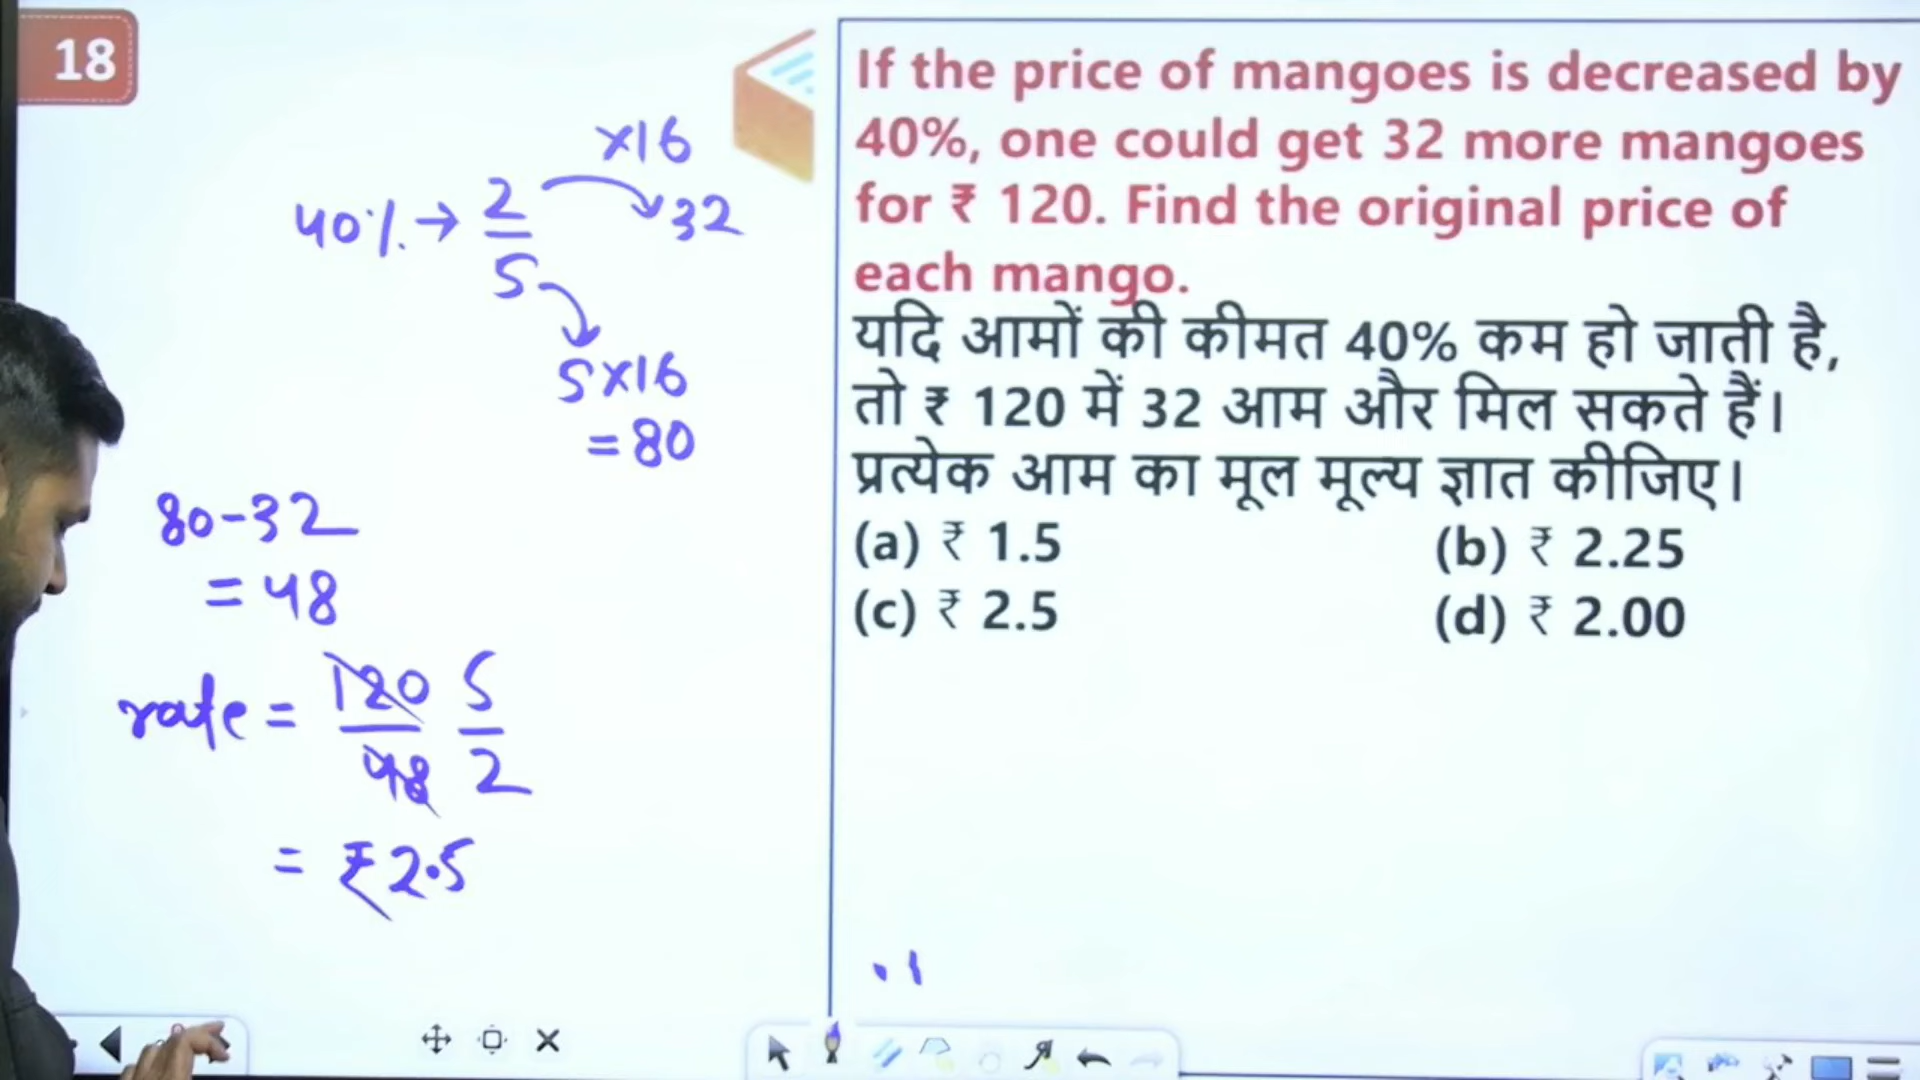 18
×16
40% → 2/5
32
5×16
= 80
80-32
= 48
rate = 120/48 5/2
= ₹2.5
If the price of mangoes is decreased by
40%, one could get 32 more mangoes
for ₹ 120. Find the original price of
each mango.
यदि आमों की कीमत 40% कम हो जाती है,
तो ₹ 120 में 32 आम और मिल सकते हैं।
प्रत्येक आम का मूल मूल्य ज्ञात कीजिए।
(a) ₹ 1.5 (b) ₹ 2.25
(c) ₹ 2.5 (d) ₹ 2.00